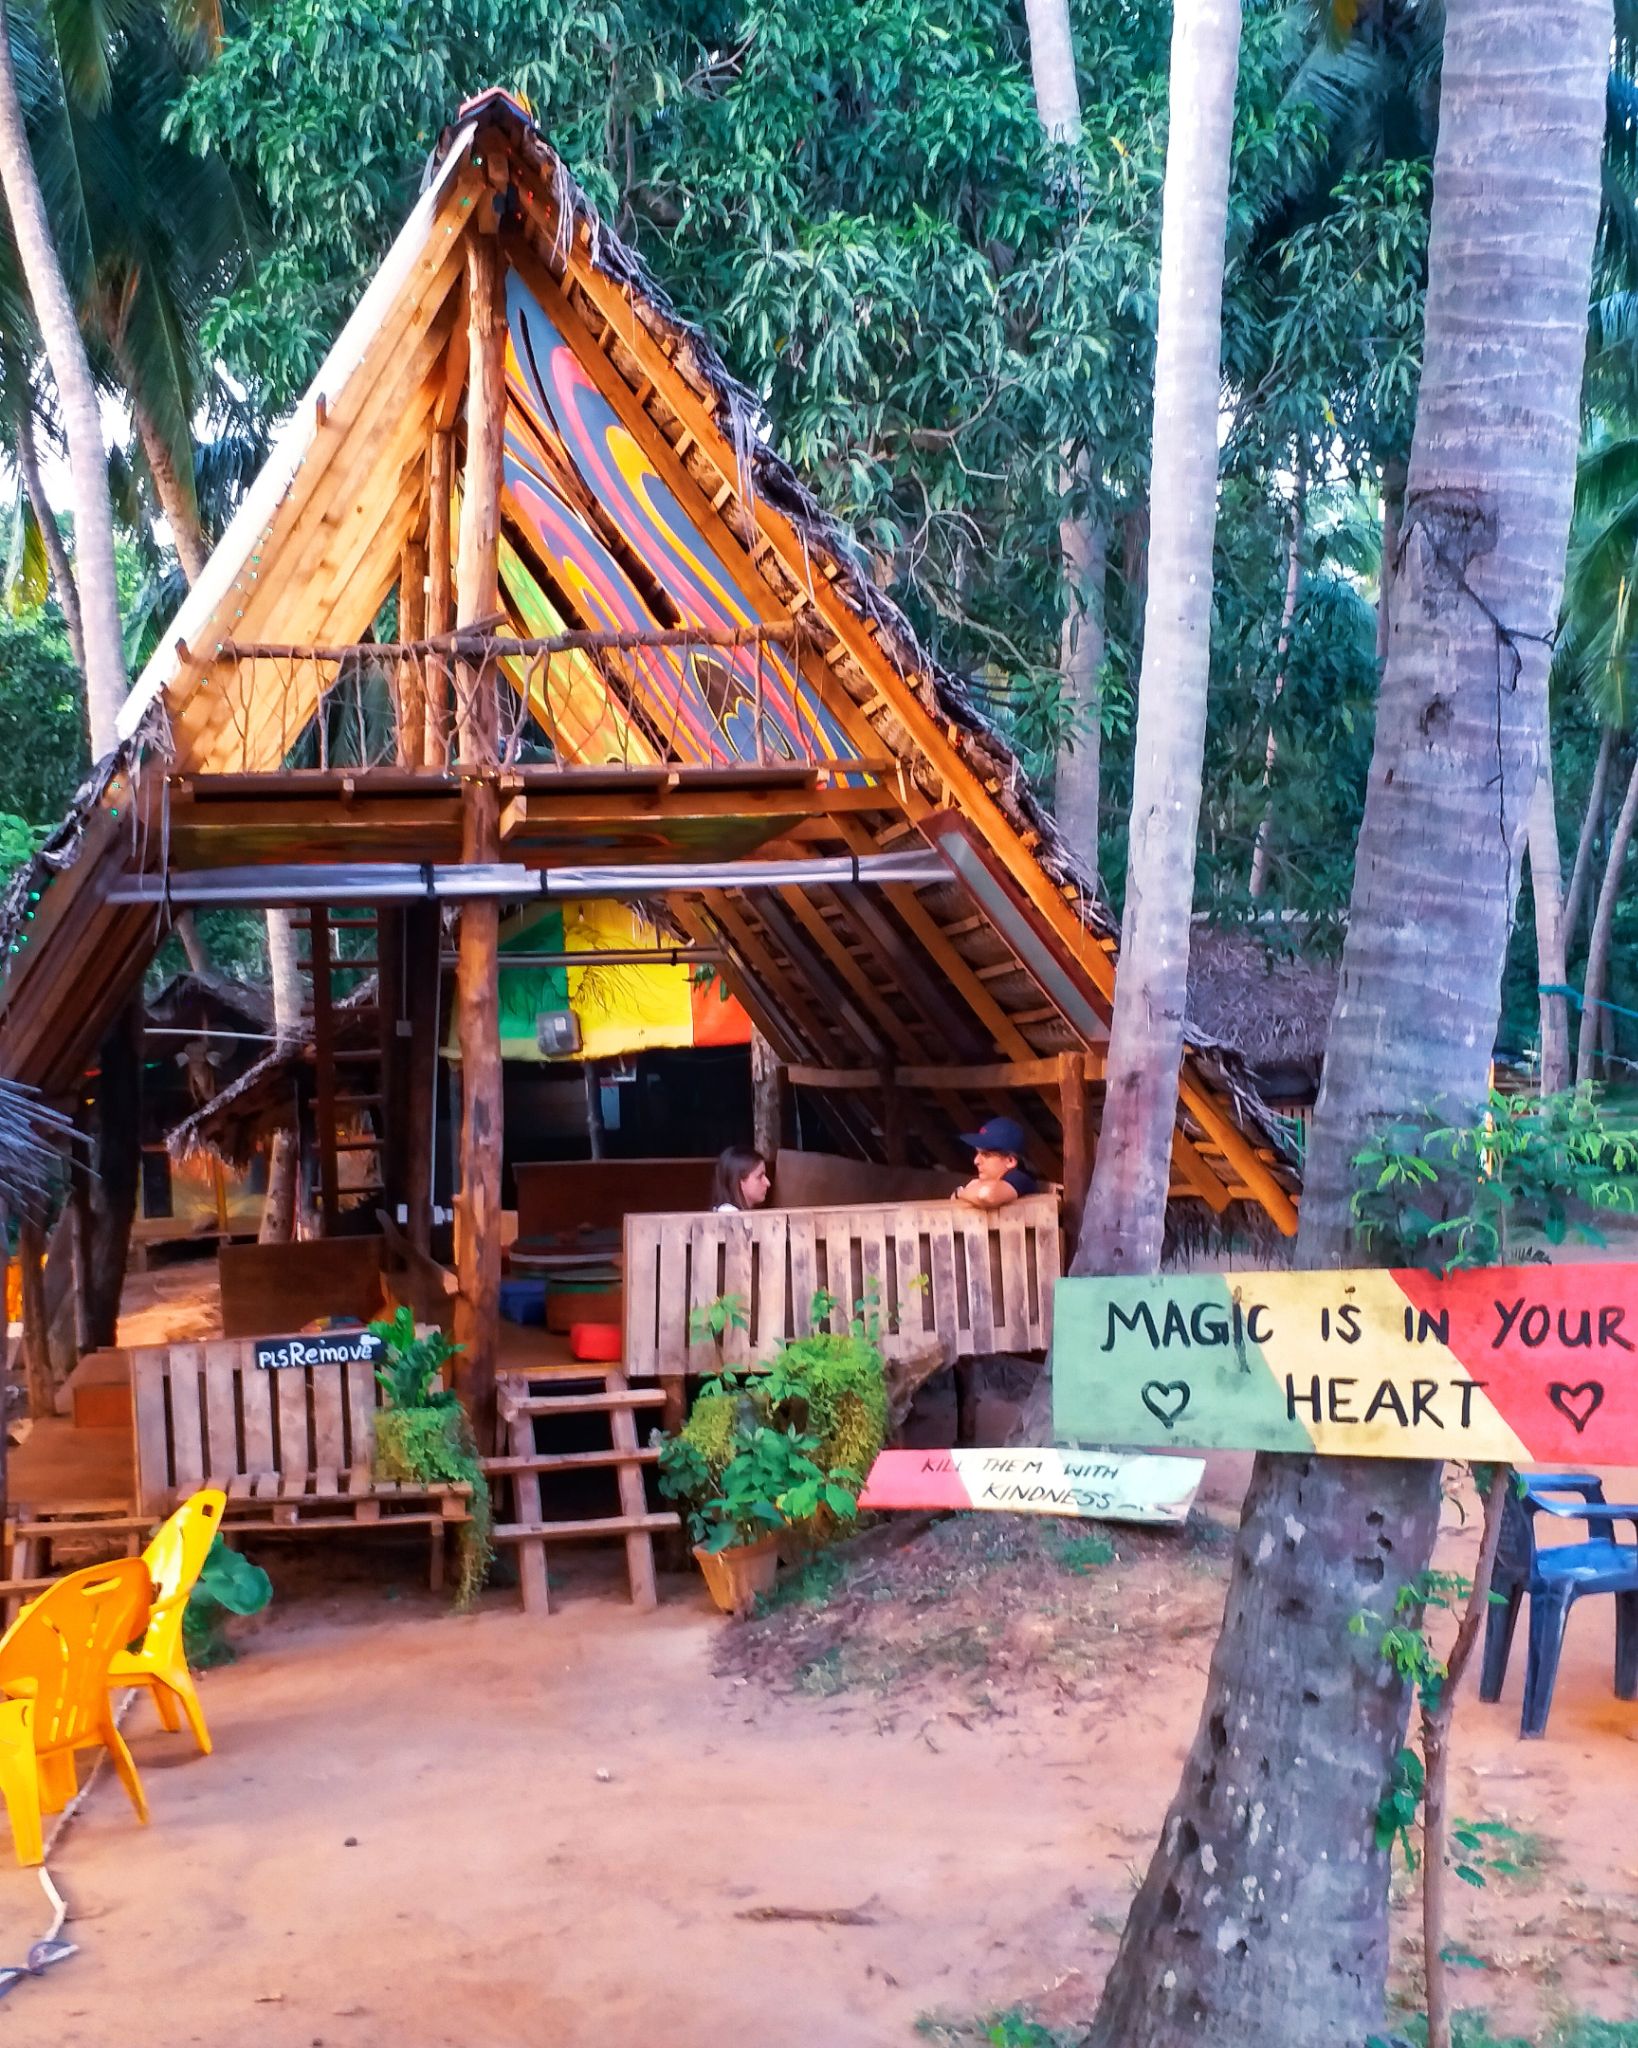 PLS Remove
MAGIC IS IN YOUR
HEART
KILL THEM WITH
KINDNESS